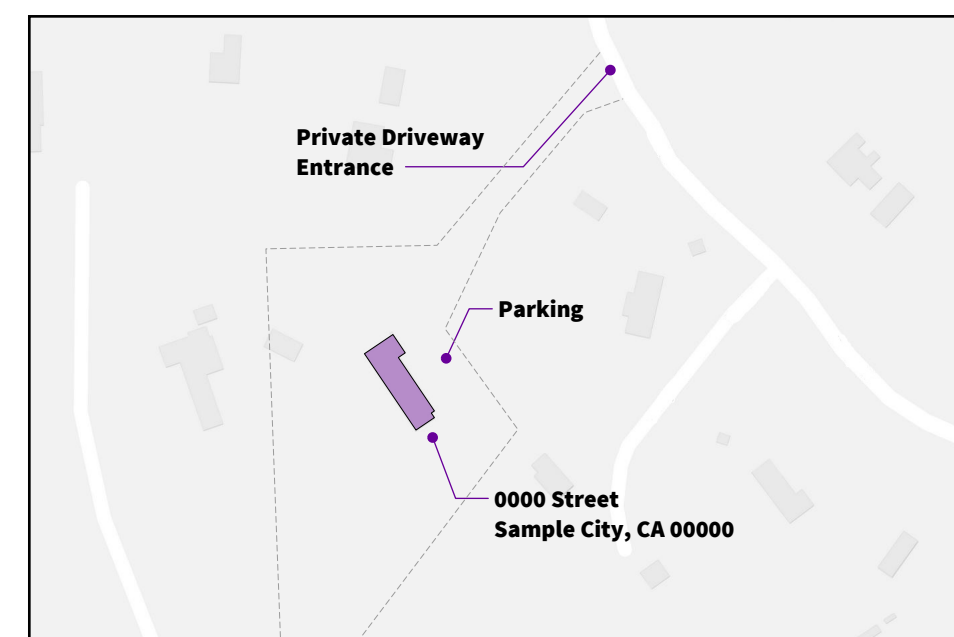 Private Driveway
Entrance
Parking
0000 Street
Sample City, CA 00000